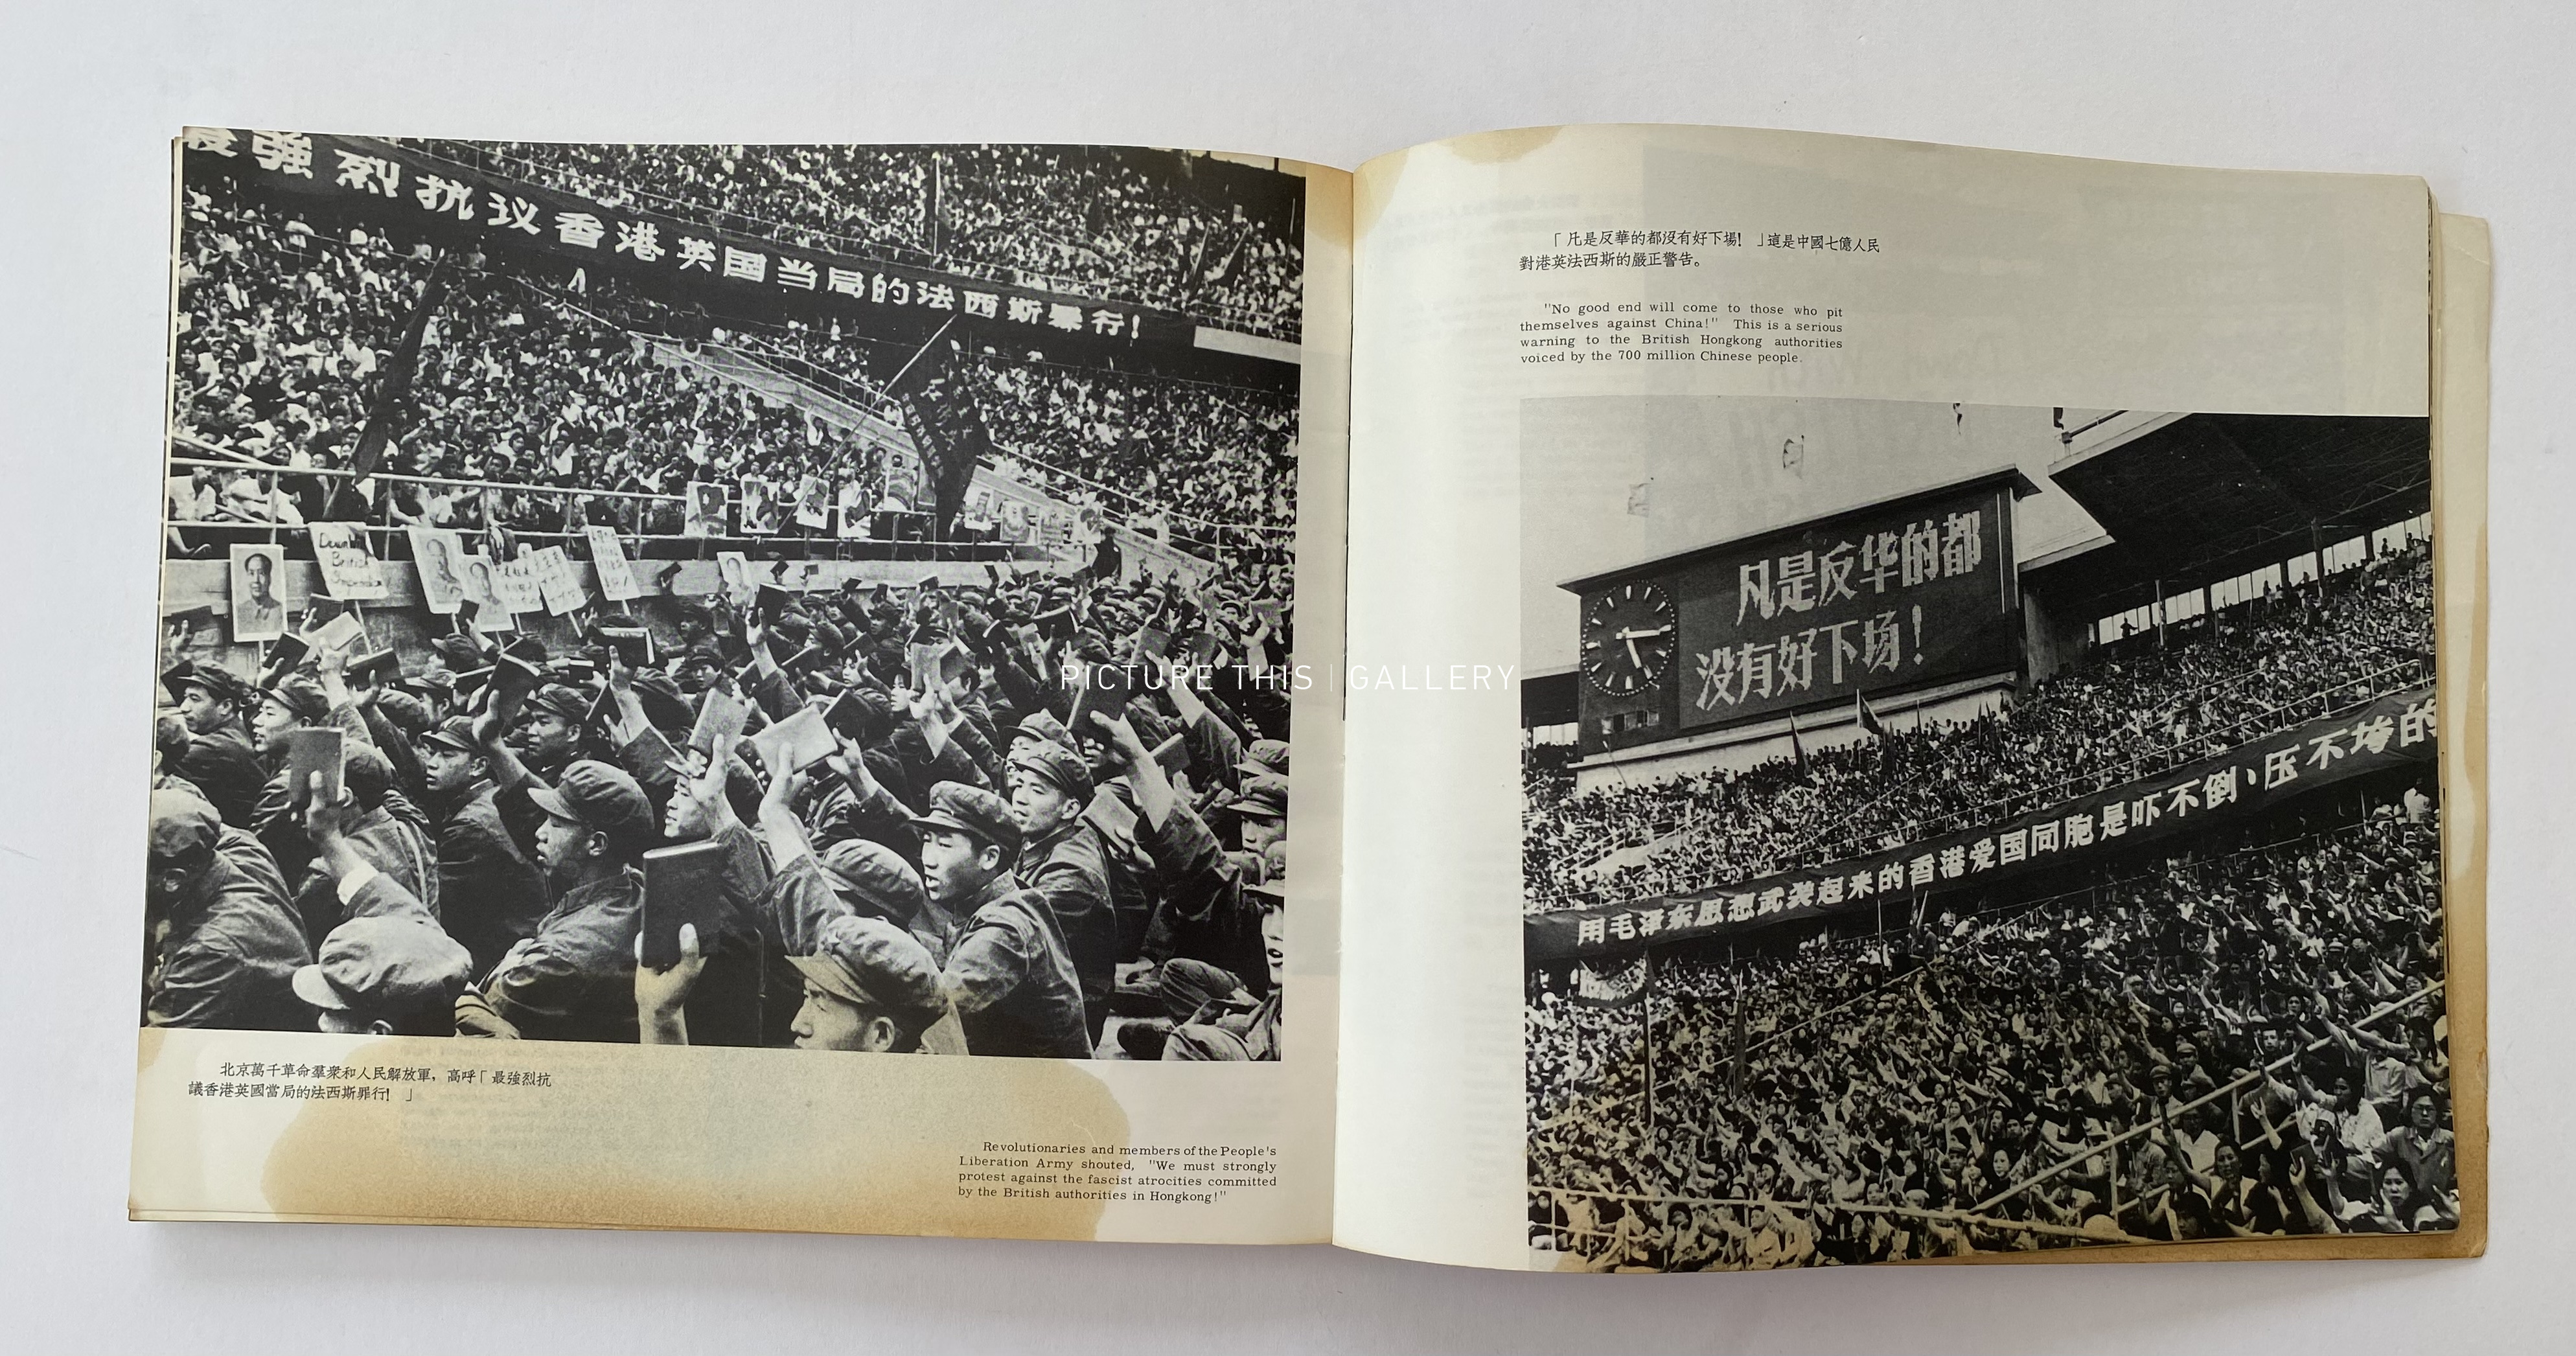 最強烈抗议香港英国当局的法西斯暴行!
Down With
British
Imperialism
北京萬千革命羣衆和人民解放軍，高呼「最強烈抗
議香港英國當局的法西斯罪行!　」
Revolutionaries and members of the People's
Liberation Army shouted, "We must strongly
protest against the fascist atrocities committed
by the British authorities in Hongkong!"
PICTURE THIS | GALLERY
「凡是反華的都沒有好下場!　」這是中國七億人民
對港英法西斯的嚴正警告。
"No good end will come to those who pit
themselves against China!" This is a serious
warning to the British Hongkong authorities
voiced by the 700 million Chinese people.
凡是反华的都
没有好下场!
用毛泽东思想武装起来的香港爱国同胞是吓不倒、压不垮的